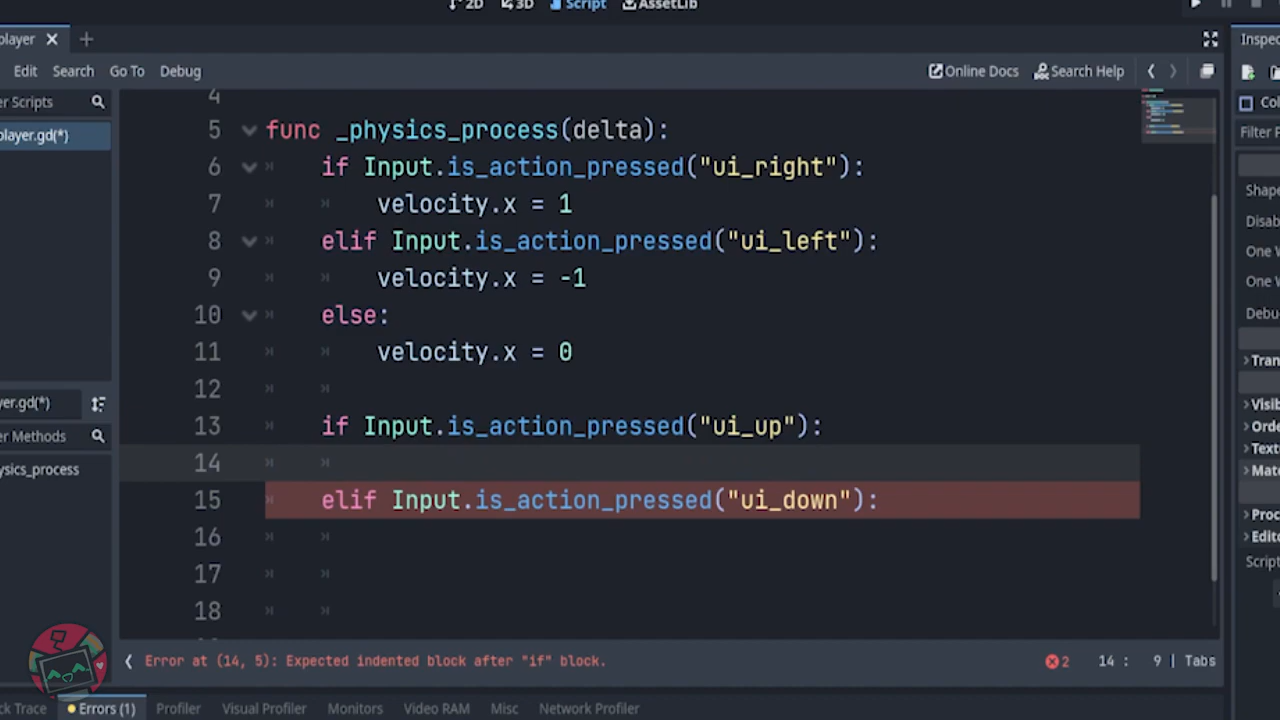 2D 3D Script AssetLib
player
Edit Search Go To Debug Online Docs Search Help
Scripts
player.gd(*)
yer.gd(*)
Methods
ysics_process
4
5 func _physics_process(delta):
6 if Input.is_action_pressed("ui_right"):
7 velocity.x = 1
8 elif Input.is_action_pressed("ui_left"):
9 velocity.x = -1
10 else:
11 velocity.x = 0
12
13 if Input.is_action_pressed("ui_up"):
14
15 elif Input.is_action_pressed("ui_down"):
16
17
18
Error at (14, 5): Expected indented block after "if" block.
2 14 : 9 | Tabs
Trace Errors (1) Profiler Visual Profiler Monitors Video RAM Misc Network Profiler
Inspec
Col
Filter P
Shape
Disab
One W
One W
Debu
Tran
Visib
Orde
Text
Mate
Proc
Edito
Script